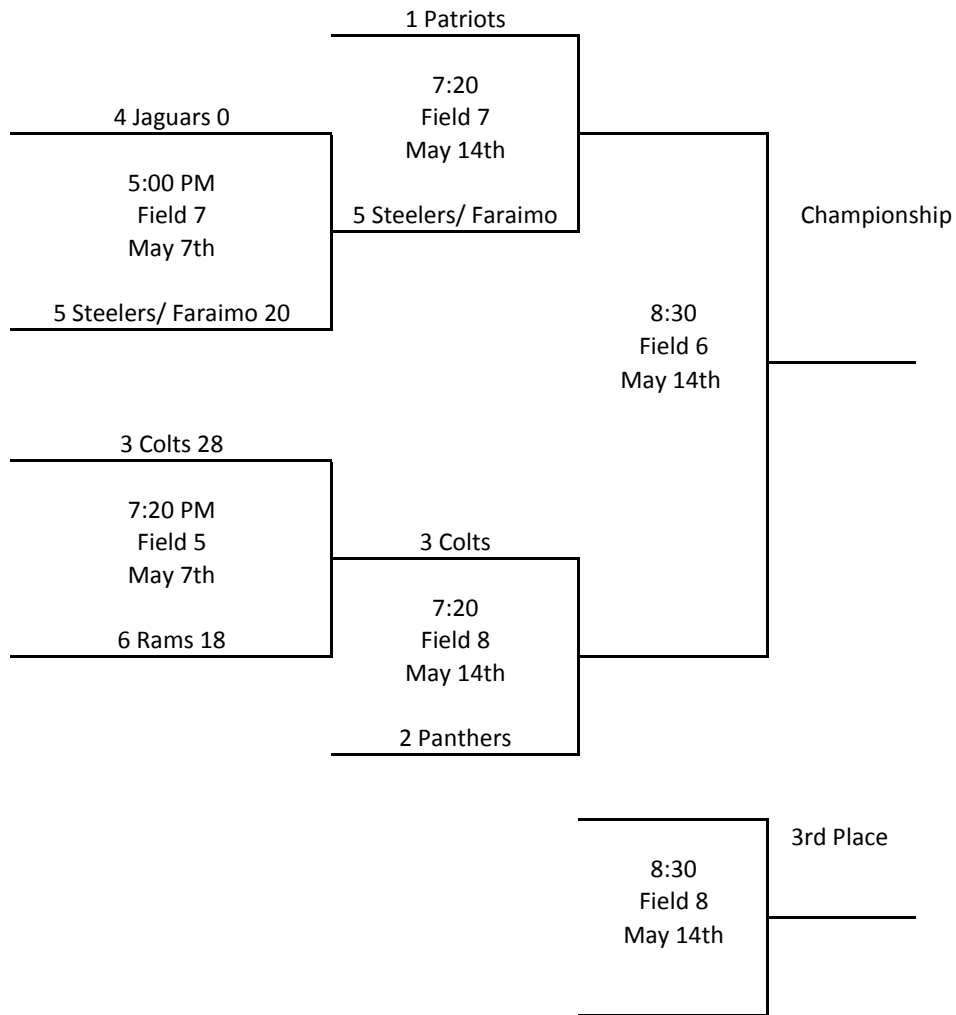 1 Patriots
7:20
Field 7
May 14th
4 Jaguars 0
5:00 PM
Field 7
May 7th
5 Steelers/ Faraimo
Championship
5 Steelers/ Faraimo 20
8:30
Field 6
May 14th
3 Colts 28
7:20 PM
Field 5
May 7th
3 Colts
7:20
Field 8
May 14th
6 Rams 18
2 Panthers
3rd Place
8:30
Field 8
May 14th